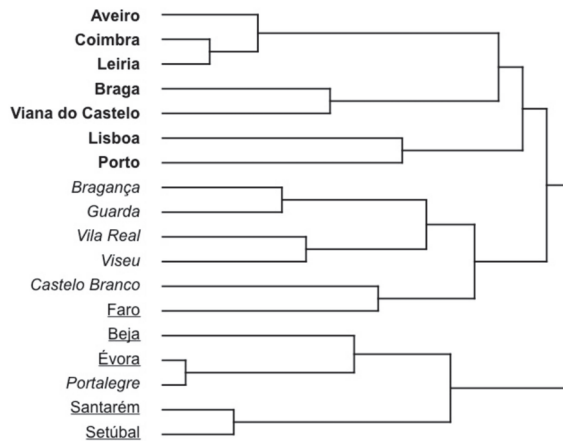 Aveiro
Coimbra
Leiria
Braga
Viana do Castelo
Lisboa
Porto
Bragança
Guarda
Vila Real
Viseu
Castelo Branco
Faro
Beja
Évora
Portalegre
Santarém
Setúbal